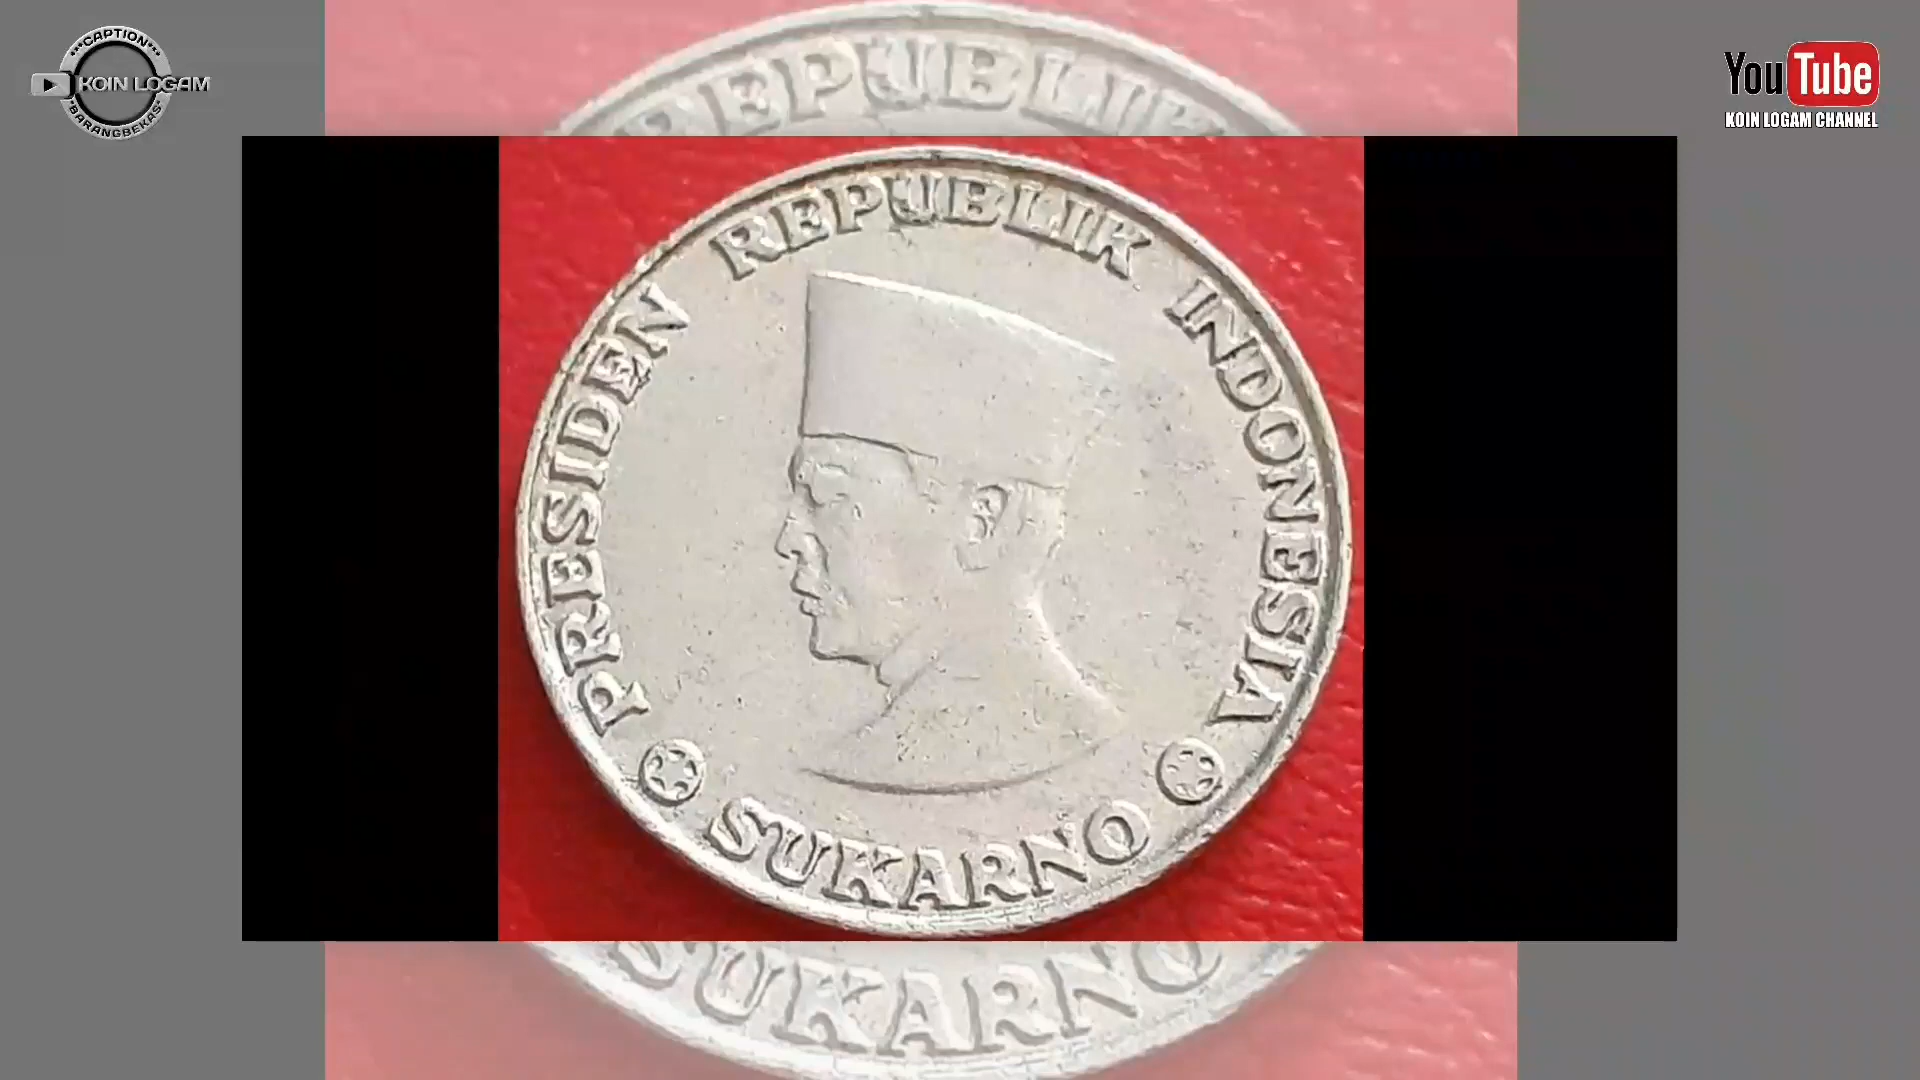 CAPTION
KOIN LOGAM
BARANGBEKAS
YouTube
KOIN LOGAM CHANNEL
REPUBLIK
PRESIDEN REPUBLIK INDONESIA
SUKARNO
SUKARNO